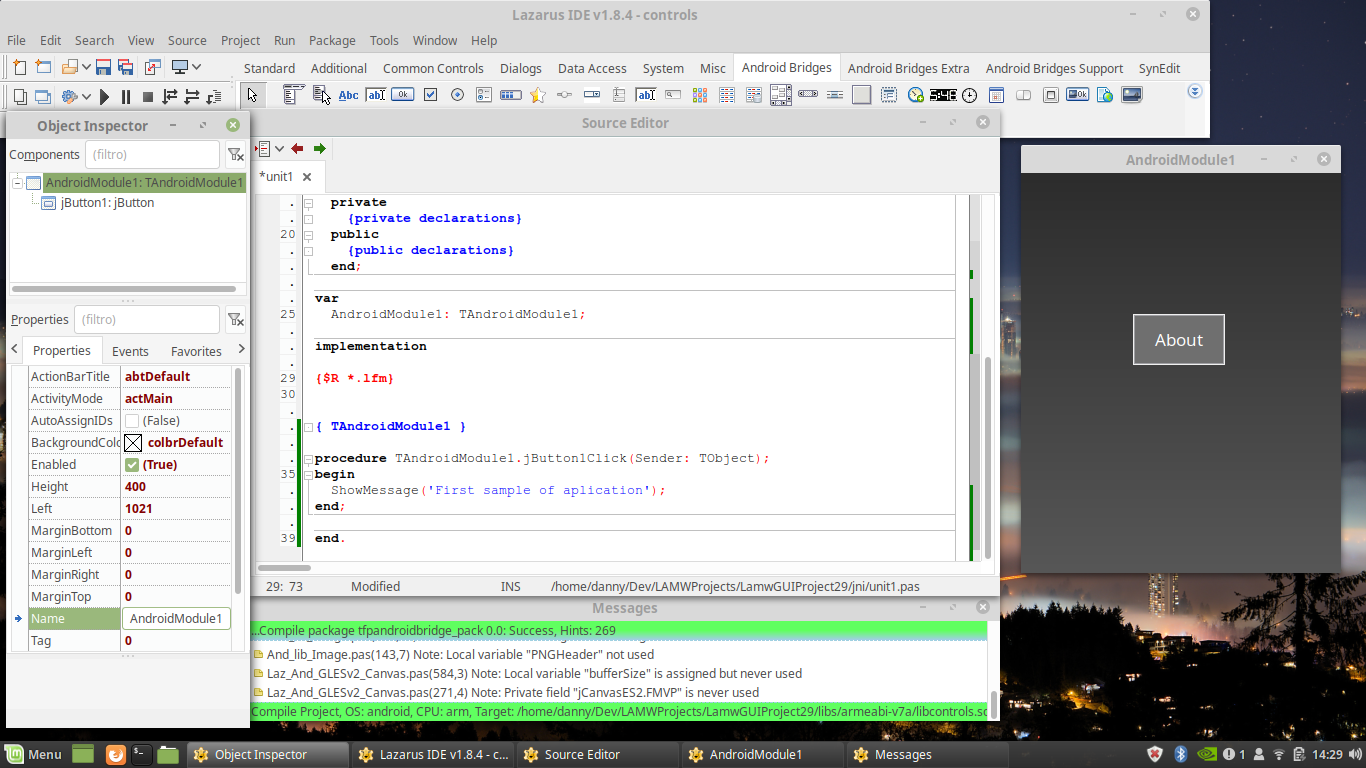 Lazarus IDE v1.8.4 - controls
File Edit Search View Source Project Run Package Tools Window Help
Standard Additional Common Controls Dialogs Data Access System Misc Android Bridges Android Bridges Extra Android Bridges Support SynEdit
Abc ab Ok
Object Inspector
Components (filtro)
AndroidModule1: TAndroidModule1
jButton1: jButton
Properties (filtro)
Properties Events Favorites
ActionBarTitle abtDefault
ActivityMode actMain
AutoAssignIDs (False)
BackgroundColo colbrDefault
Enabled (True)
Height 400
Left 1021
MarginBottom 0
MarginLeft 0
MarginRight 0
MarginTop 0
Name AndroidModule1
Tag 0
Source Editor
*unit1
private
{private declarations}
20 public
{public declarations}
end;
var
25 AndroidModule1: TAndroidModule1;
implementation
29 {$R *.lfm}
30
{ TAndroidModule1 }
procedure TAndroidModule1.jButton1Click(Sender: TObject);
35 begin
ShowMessage('First sample of aplication');
end;
39 end.
29: 73 Modified INS /home/danny/Dev/LAMWProjects/LamwGUIProject29/jni/unit1.pas
Messages
...Compile package tfpandroidbridge_pack 0.0: Success, Hints: 269
And_lib_Image.pas(143,7) Note: Local variable "PNGHeader" not used
Laz_And_GLESv2_Canvas.pas(584,3) Note: Local variable "bufferSize" is assigned but never used
Laz_And_GLESv2_Canvas.pas(271,4) Note: Private field "jCanvasES2.FMVP" is never used
Compile Project, OS: android, CPU: arm, Target: /home/danny/Dev/LAMWProjects/LamwGUIProject29/libs/armeabi-v7a/libcontrols.so
AndroidModule1
About
Menu Object Inspector Lazarus IDE v1.8.4 - c... Source Editor AndroidModule1 Messages 1 14:29